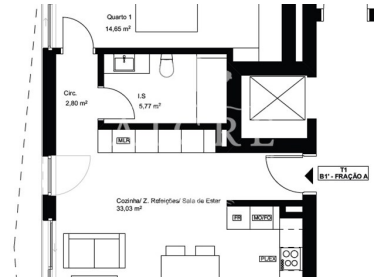 Quarto 1
14,65 m²
Circ.
2,80 m²
I.S
5,77 m²
MLR
AIGRE
T1
B1' - FRAÇÃO A
Cozinha/ Z. Refeições/ Sala de Estar
33,03 m²
FR
MO/FO
PL/EX